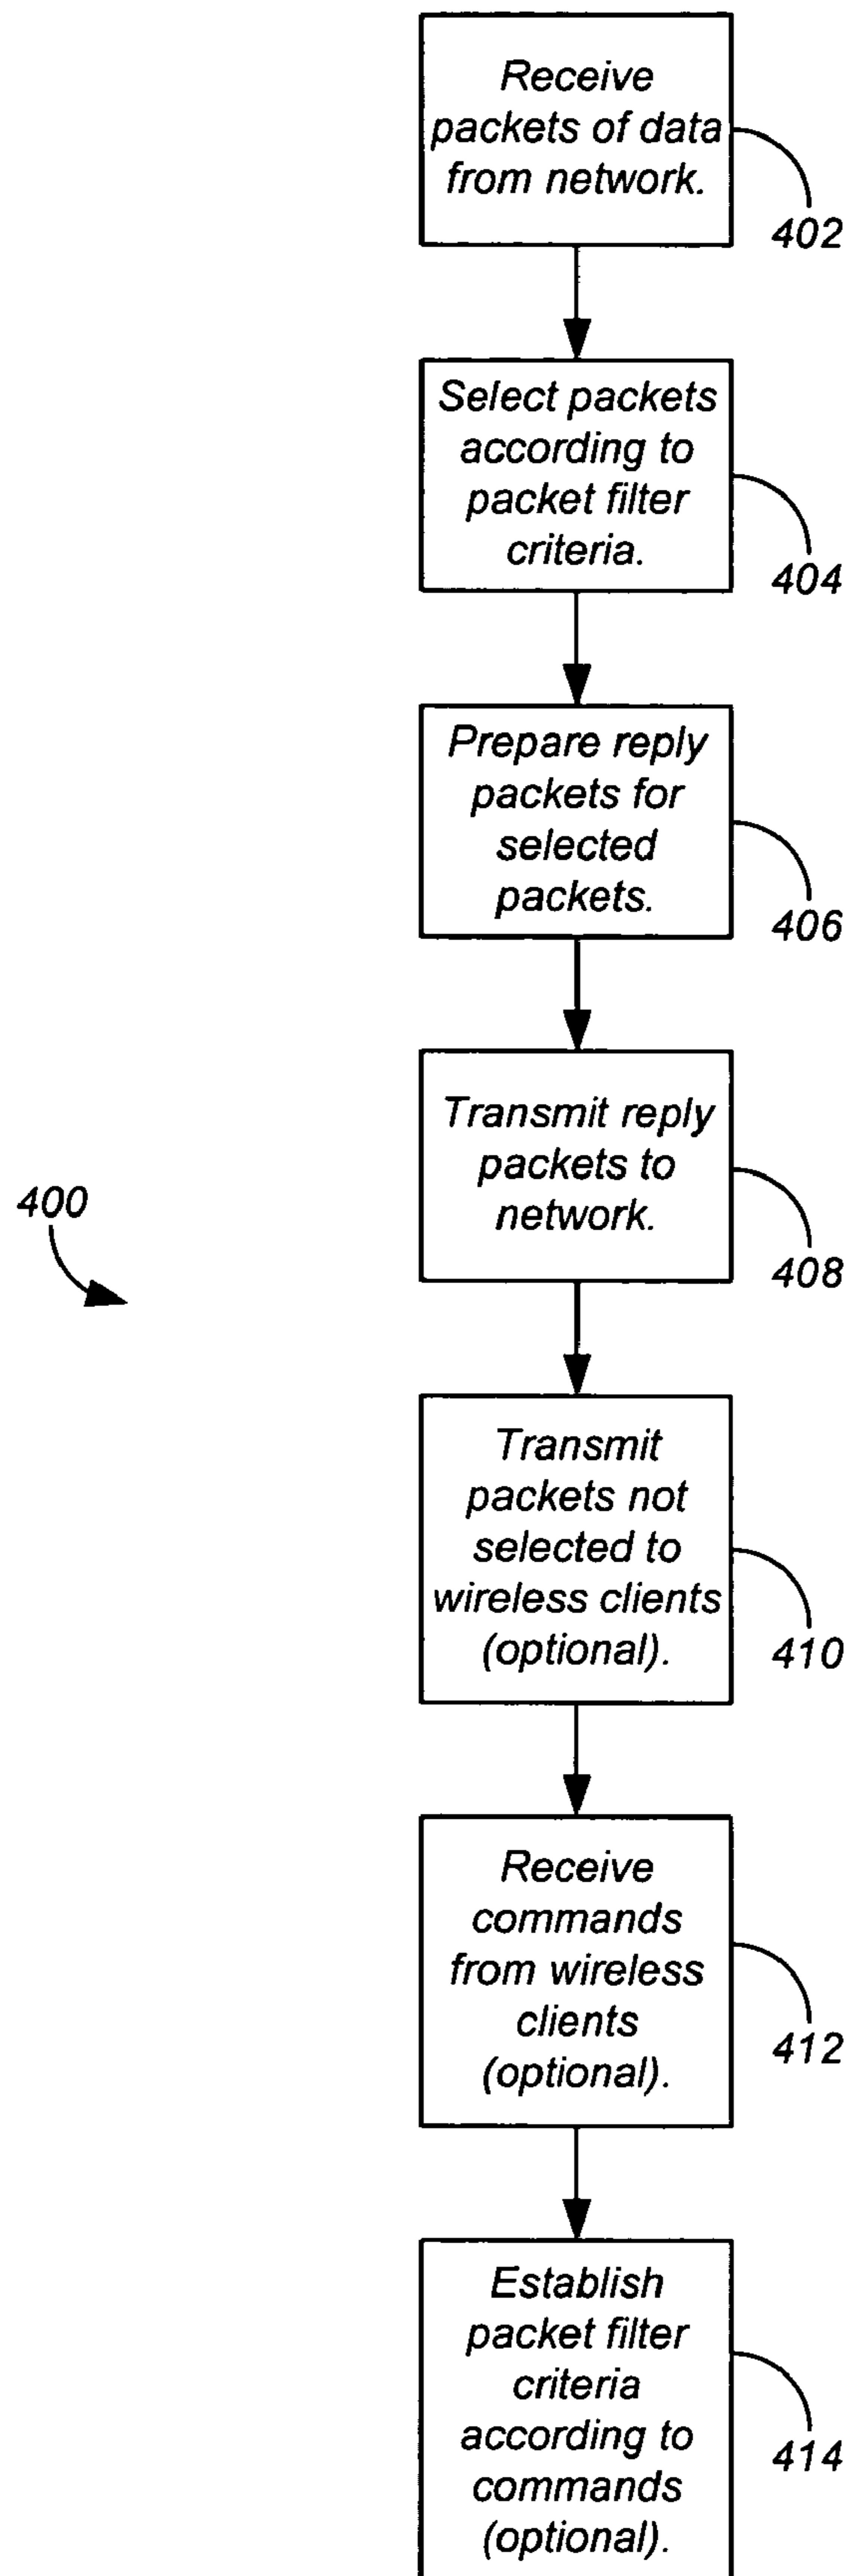 Receive
packets of data
from network.
402
Select packets
according to
packet filter
criteria.
404
Prepare reply
packets for
selected
packets.
406
Transmit reply
packets to
network.
408
400
Transmit
packets not
selected to
wireless clients
(optional).
410
Receive
commands
from wireless
clients
(optional).
412
Establish
packet filter
criteria
according to
commands
(optional).
414